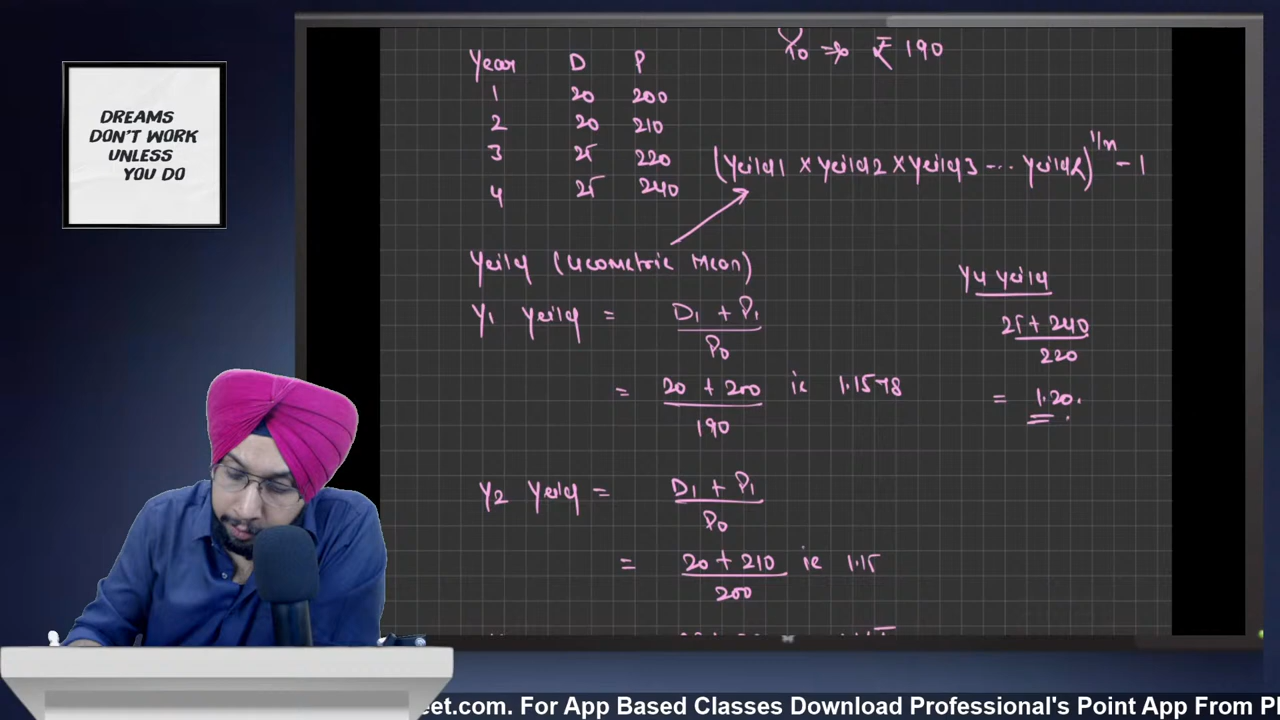 DREAMS
DON'T WORK
UNLESS
YOU DO
Y0 ⇒ ₹ 190
Year D P
1 20 200
2 20 210
3 25 220
4 25 240
(Yeild1 × Yeild2 × Yeild3 --- Yeild)^1/n - 1
Yeild (Geometric Mean)
Y1 Yeild = D1 + P1
P0
= 20 + 200 ie 1.1578
190
Y4 Yeild
25 + 240
220
= 1.20.
Y2 Yeild = D1 + P1
P0
= 20 + 210 ie 1.15
200
eet.com. For App Based Classes Download Professional's Point App From